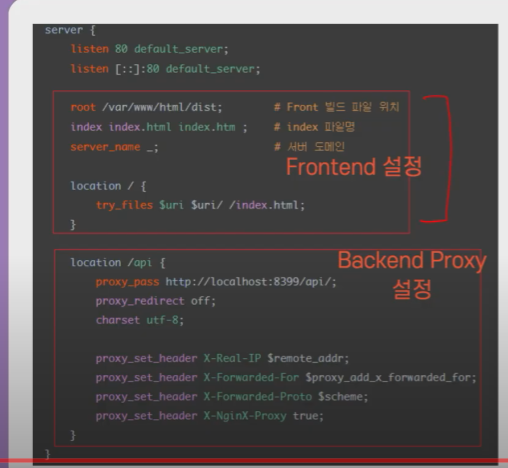 server {
listen 80 default_server;
listen [::]:80 default_server;
root /var/www/html/dist; # Front 빌드 파일 위치
index index.html index.htm ; # index 파일명
server_name _; # 서버 도메인
Frontend 설정
location / {
try_files $uri $uri/ /index.html;
}
location /api {
Backend Proxy
설정
proxy_pass http://localhost:8399/api/;
proxy_redirect off;
charset utf-8;
proxy_set_header X-Real-IP $remote_addr;
proxy_set_header X-Forwarded-For $proxy_add_x_forwarded_for;
proxy_set_header X-Forwarded-Proto $scheme;
proxy_set_header X-NginX-Proxy true;
}
}